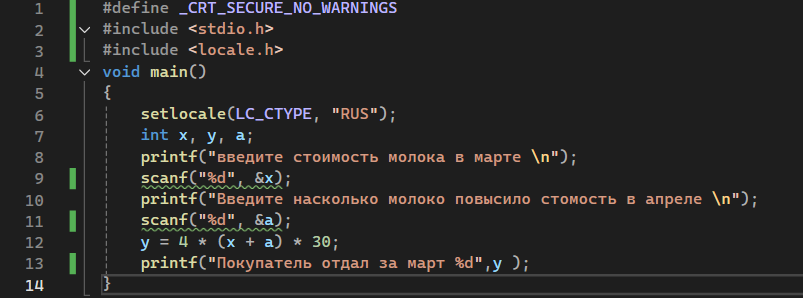 1 #define _CRT_SECURE_NO_WARNINGS
2 #include <stdio.h>
3 #include <locale.h>
4 void main()
5 {
6 setlocale(LC_CTYPE, "RUS");
7 int x, y, a;
8 printf("введите стоимость молока в марте \n");
9 scanf("%d", &x);
10 printf("Введите насколько молоко повысило стомость в апреле \n");
11 scanf("%d", &a);
12 y = 4 * (x + a) * 30;
13 printf("Покупатель отдал за март %d",y );
14 }